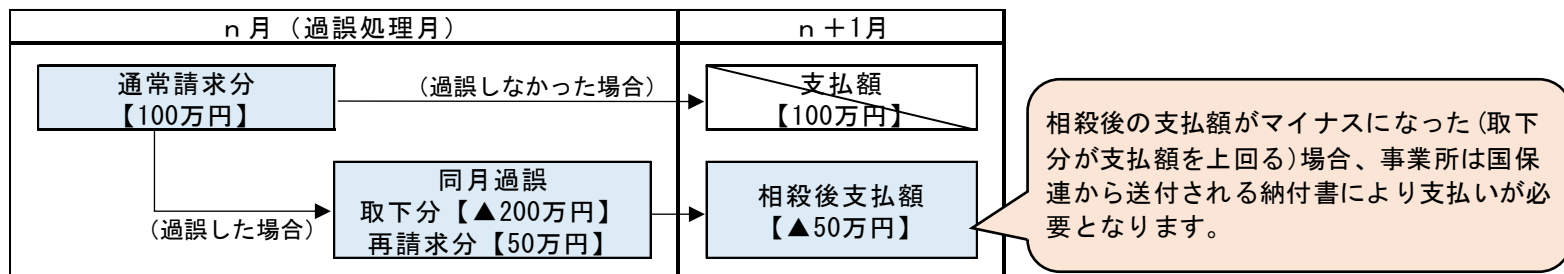 n月（過誤処理月）
n＋1月
通常請求分
【100万円】
（過誤しなかった場合）
支払額
【100万円】
（過誤した場合）
同月過誤
取下分【▲200万円】
再請求分【50万円】
相殺後支払額
【▲50万円】
相殺後の支払額がマイナスになった(取下
分が支払額を上回る)場合、事業所は国保
連から送付される納付書により支払いが必
要となります。